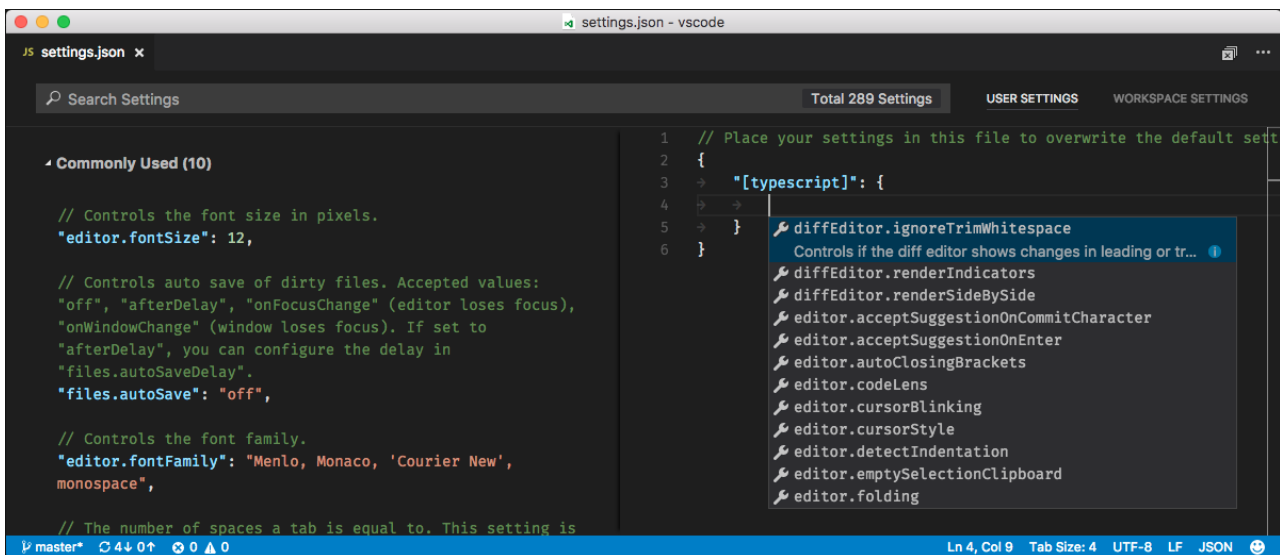 settings.json - vscode
JS settings.json ×
Search Settings
Total 289 Settings
USER SETTINGS
WORKSPACE SETTINGS
Commonly Used (10)
// Controls the font size in pixels.
"editor.fontSize": 12,
// Controls auto save of dirty files. Accepted values:
"off", "afterDelay", "onFocusChange" (editor loses focus),
"onWindowChange" (window loses focus). If set to
"afterDelay", you can configure the delay in
"files.autoSaveDelay".
"files.autoSave": "off",
// Controls the font family.
"editor.fontFamily": "Menlo, Monaco, 'Courier New',
monospace",
// The number of spaces a tab is equal to. This setting is
1 // Place your settings in this file to overwrite the default sett
2 {
3 "[typescript]": {
4
5 }
6 }
diffEditor.ignoreTrimWhitespace
Controls if the diff editor shows changes in leading or tr...
diffEditor.renderIndicators
diffEditor.renderSideBySide
editor.acceptSuggestionOnCommitCharacter
editor.acceptSuggestionOnEnter
editor.autoClosingBrackets
editor.codeLens
editor.cursorBlinking
editor.cursorStyle
editor.detectIndentation
editor.emptySelectionClipboard
editor.folding
master* 4↓ 0↑ 0 0
Ln 4, Col 9 Tab Size: 4 UTF-8 LF JSON